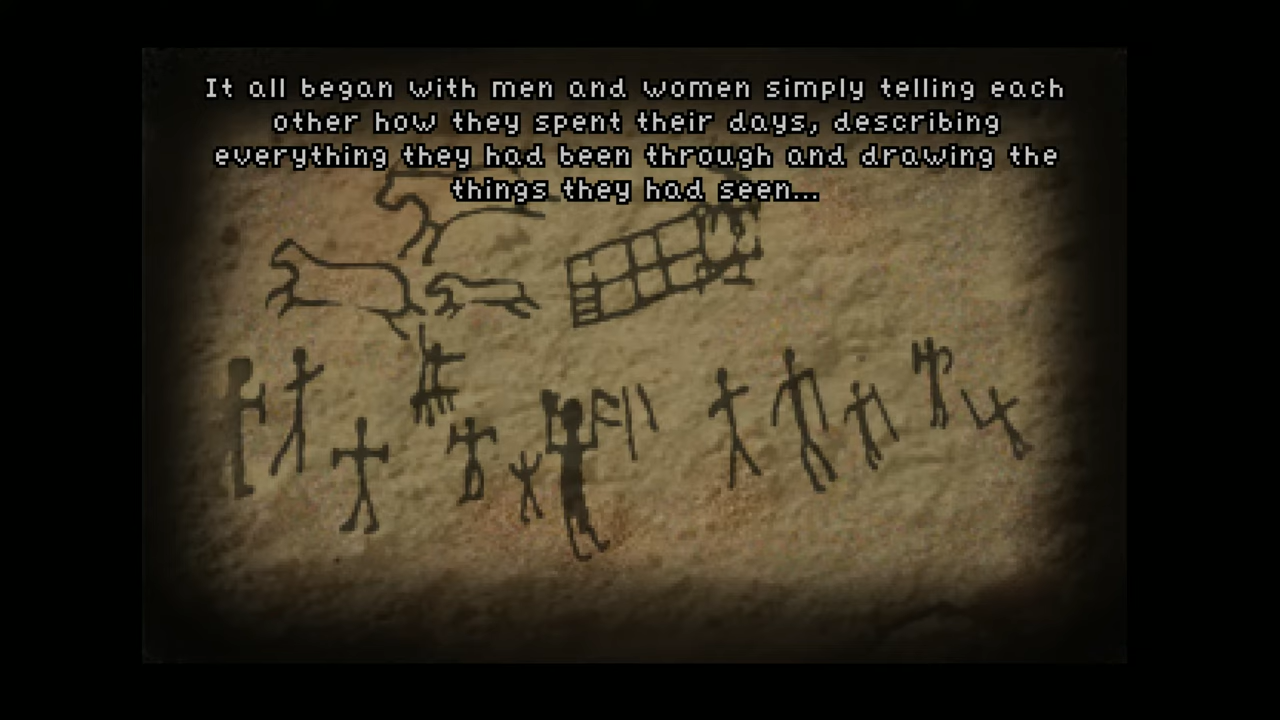 It all began with men and women simply telling each
other how they spent their days, describing
everything they had been through and drawing the
things they had seen...